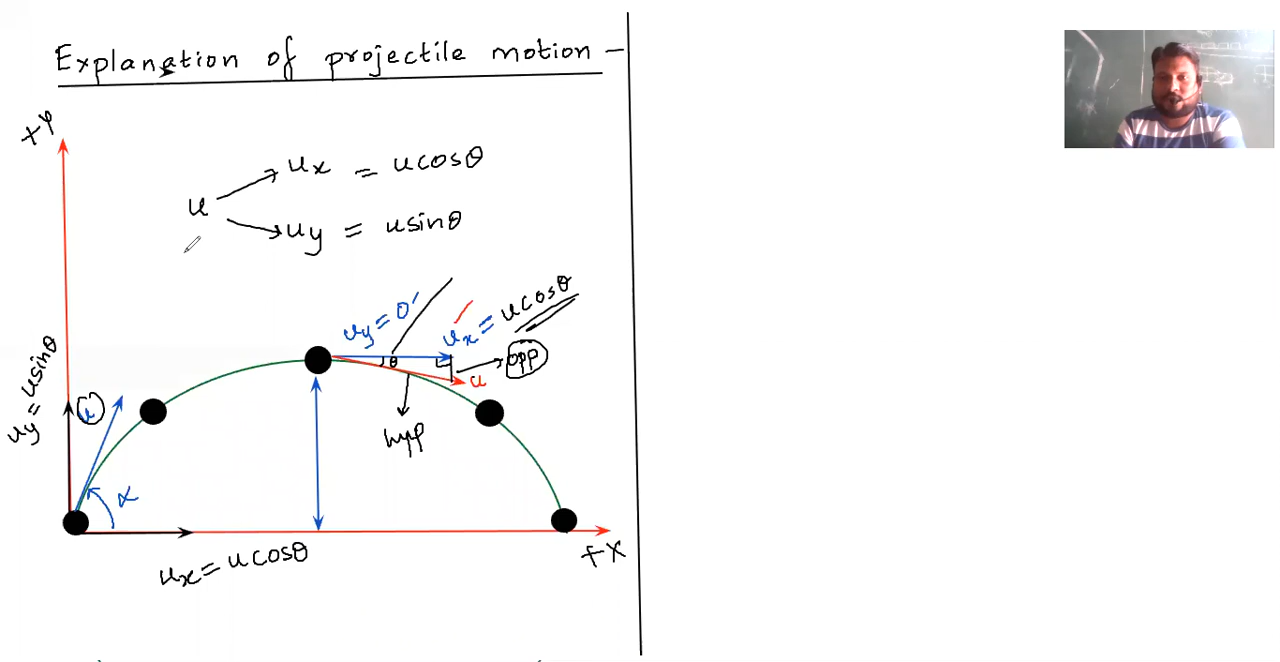 Explanation of projectile motion –
+Y
u
ux = ucosθ
uy = usinθ
uy = 0
ux = ucosθ
θ
opp
u
hyp
uy = usinθ
u
α
ux = ucosθ
+X